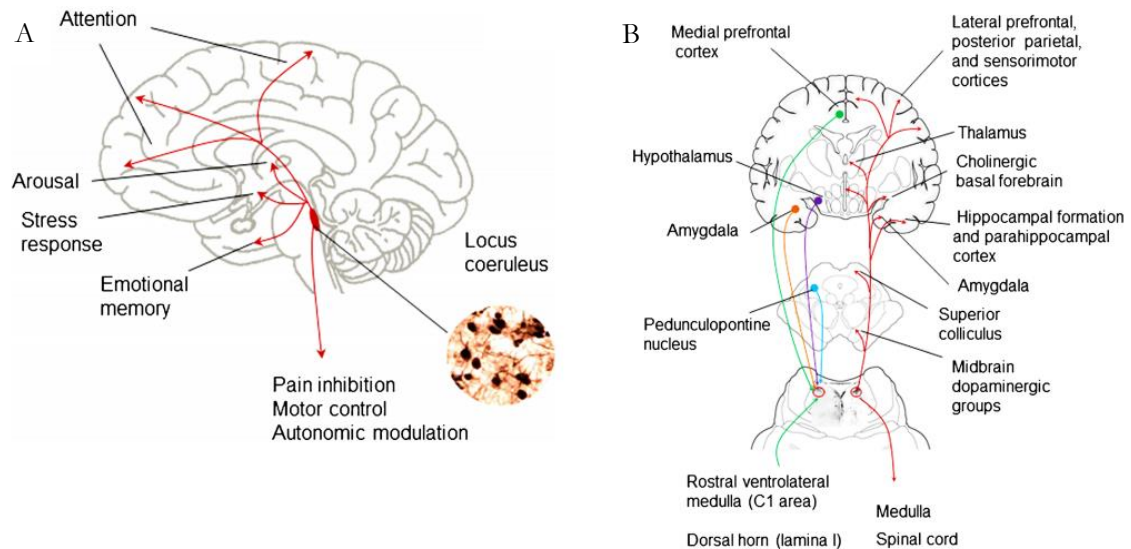 A
Attention
Arousal
Stress
response
Emotional
memory
Locus
coeruleus
Pain inhibition
Motor control
Autonomic modulation
B
Medial prefrontal
cortex
Lateral prefrontal,
posterior parietal,
and sensorimotor
cortices
Hypothalamus
Thalamus
Cholinergic
basal forebrain
Amygdala
Hippocampal formation
and parahippocampal
cortex
Amygdala
Pedunculopontine
nucleus
Superior
colliculus
Midbrain
dopaminergic
groups
Rostral ventrolateral
medulla (C1 area)
Dorsal horn (lamina I)
Medulla
Spinal cord